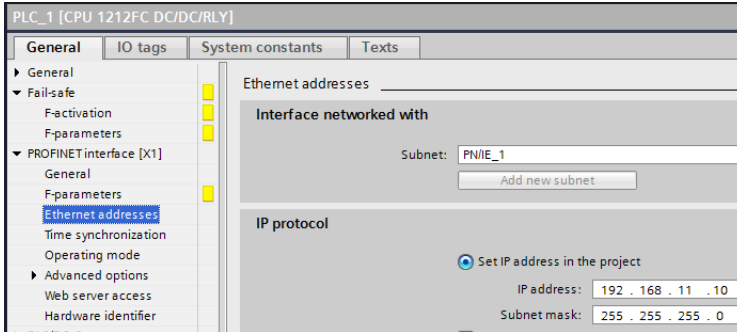 PLC_1 [CPU 1212FC DC/DC/RLY]
General IO tags System constants Texts
General
Fail-safe
F-activation
F-parameters
PROFINET interface [X1]
General
F-parameters
Ethernet addresses
Time synchronization
Operating mode
Advanced options
Web server access
Hardware identifier
Ethernet addresses
Interface networked with
Subnet: PN/IE_1
Add new subnet
IP protocol
Set IP address in the project
IP address: 192 . 168 . 11 . 10
Subnet mask: 255 . 255 . 255 . 0